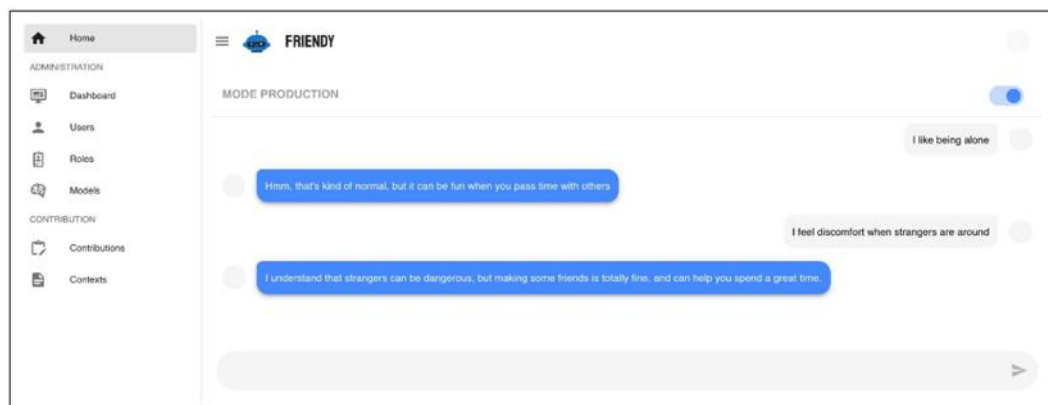 Home
ADMINISTRATION
Dashboard
Users
Roles
Models
CONTRIBUTION
Contributions
Contexts
FRIENDY
MODE PRODUCTION
I like being alone
Hmm, that's kind of normal, but it can be fun when you pass time with others
I feel discomfort when strangers are around
I understand that strangers can be dangerous, but making some friends is totally fine, and can help you spend a great time.